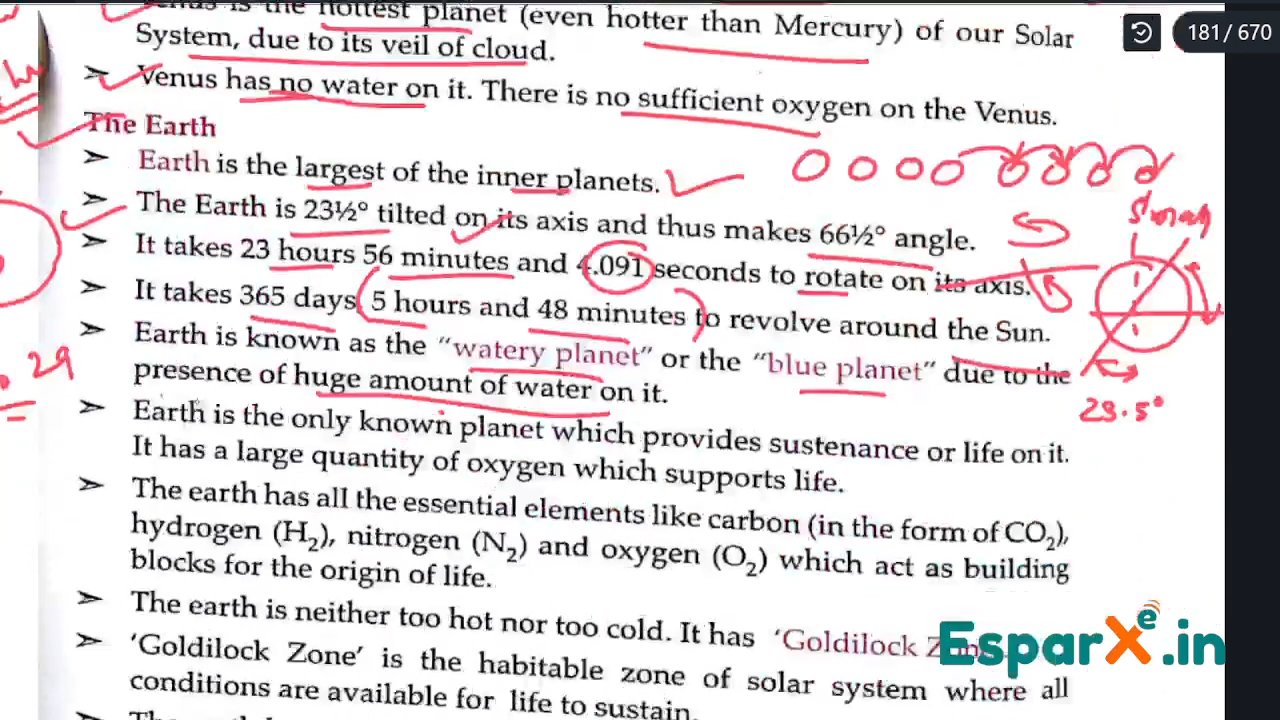 Venus is the hottest planet (even hotter than Mercury) of our Solar
System, due to its veil of cloud.
➤ Venus has no water on it. There is no sufficient oxygen on the Venus.
The Earth
➤ Earth is the largest of the inner planets.
➤ The Earth is 23½° tilted on its axis and thus makes 66½° angle.
➤ It takes 23 hours 56 minutes and 4.091 seconds to rotate on its axis.
➤ It takes 365 days 5 hours and 48 minutes to revolve around the Sun.
➤ Earth is known as the “watery planet” or the “blue planet” due to the
presence of huge amount of water on it.
➤ Earth is the only known planet which provides sustenance or life on it.
It has a large quantity of oxygen which supports life.
➤ The earth has all the essential elements like carbon (in the form of CO₂),
hydrogen (H₂), nitrogen (N₂) and oxygen (O₂) which act as building
blocks for the origin of life.
➤ The earth is neither too hot nor too cold. It has ‘Goldilock
➤ ‘Goldilock Zone’ is the habitable zone of solar system where all
conditions are available for life to sustain.
181 / 670
29
23.5°
EsparXe.in